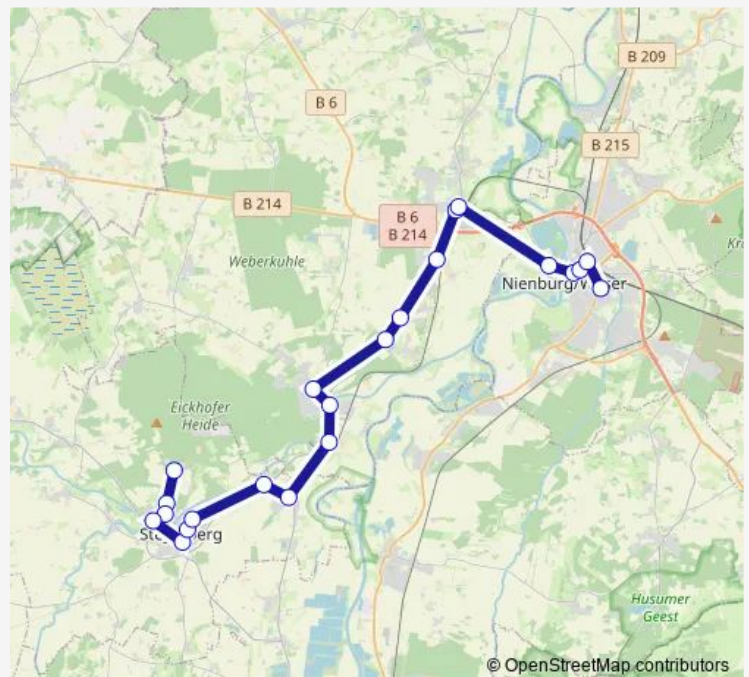 B 209
B 6
B 215
B 214
B 6
B 214
Weberkuhle
Nienburg/Weser
Eickhofer
Heide
Husumer
Geest
© OpenStreetMap contributors